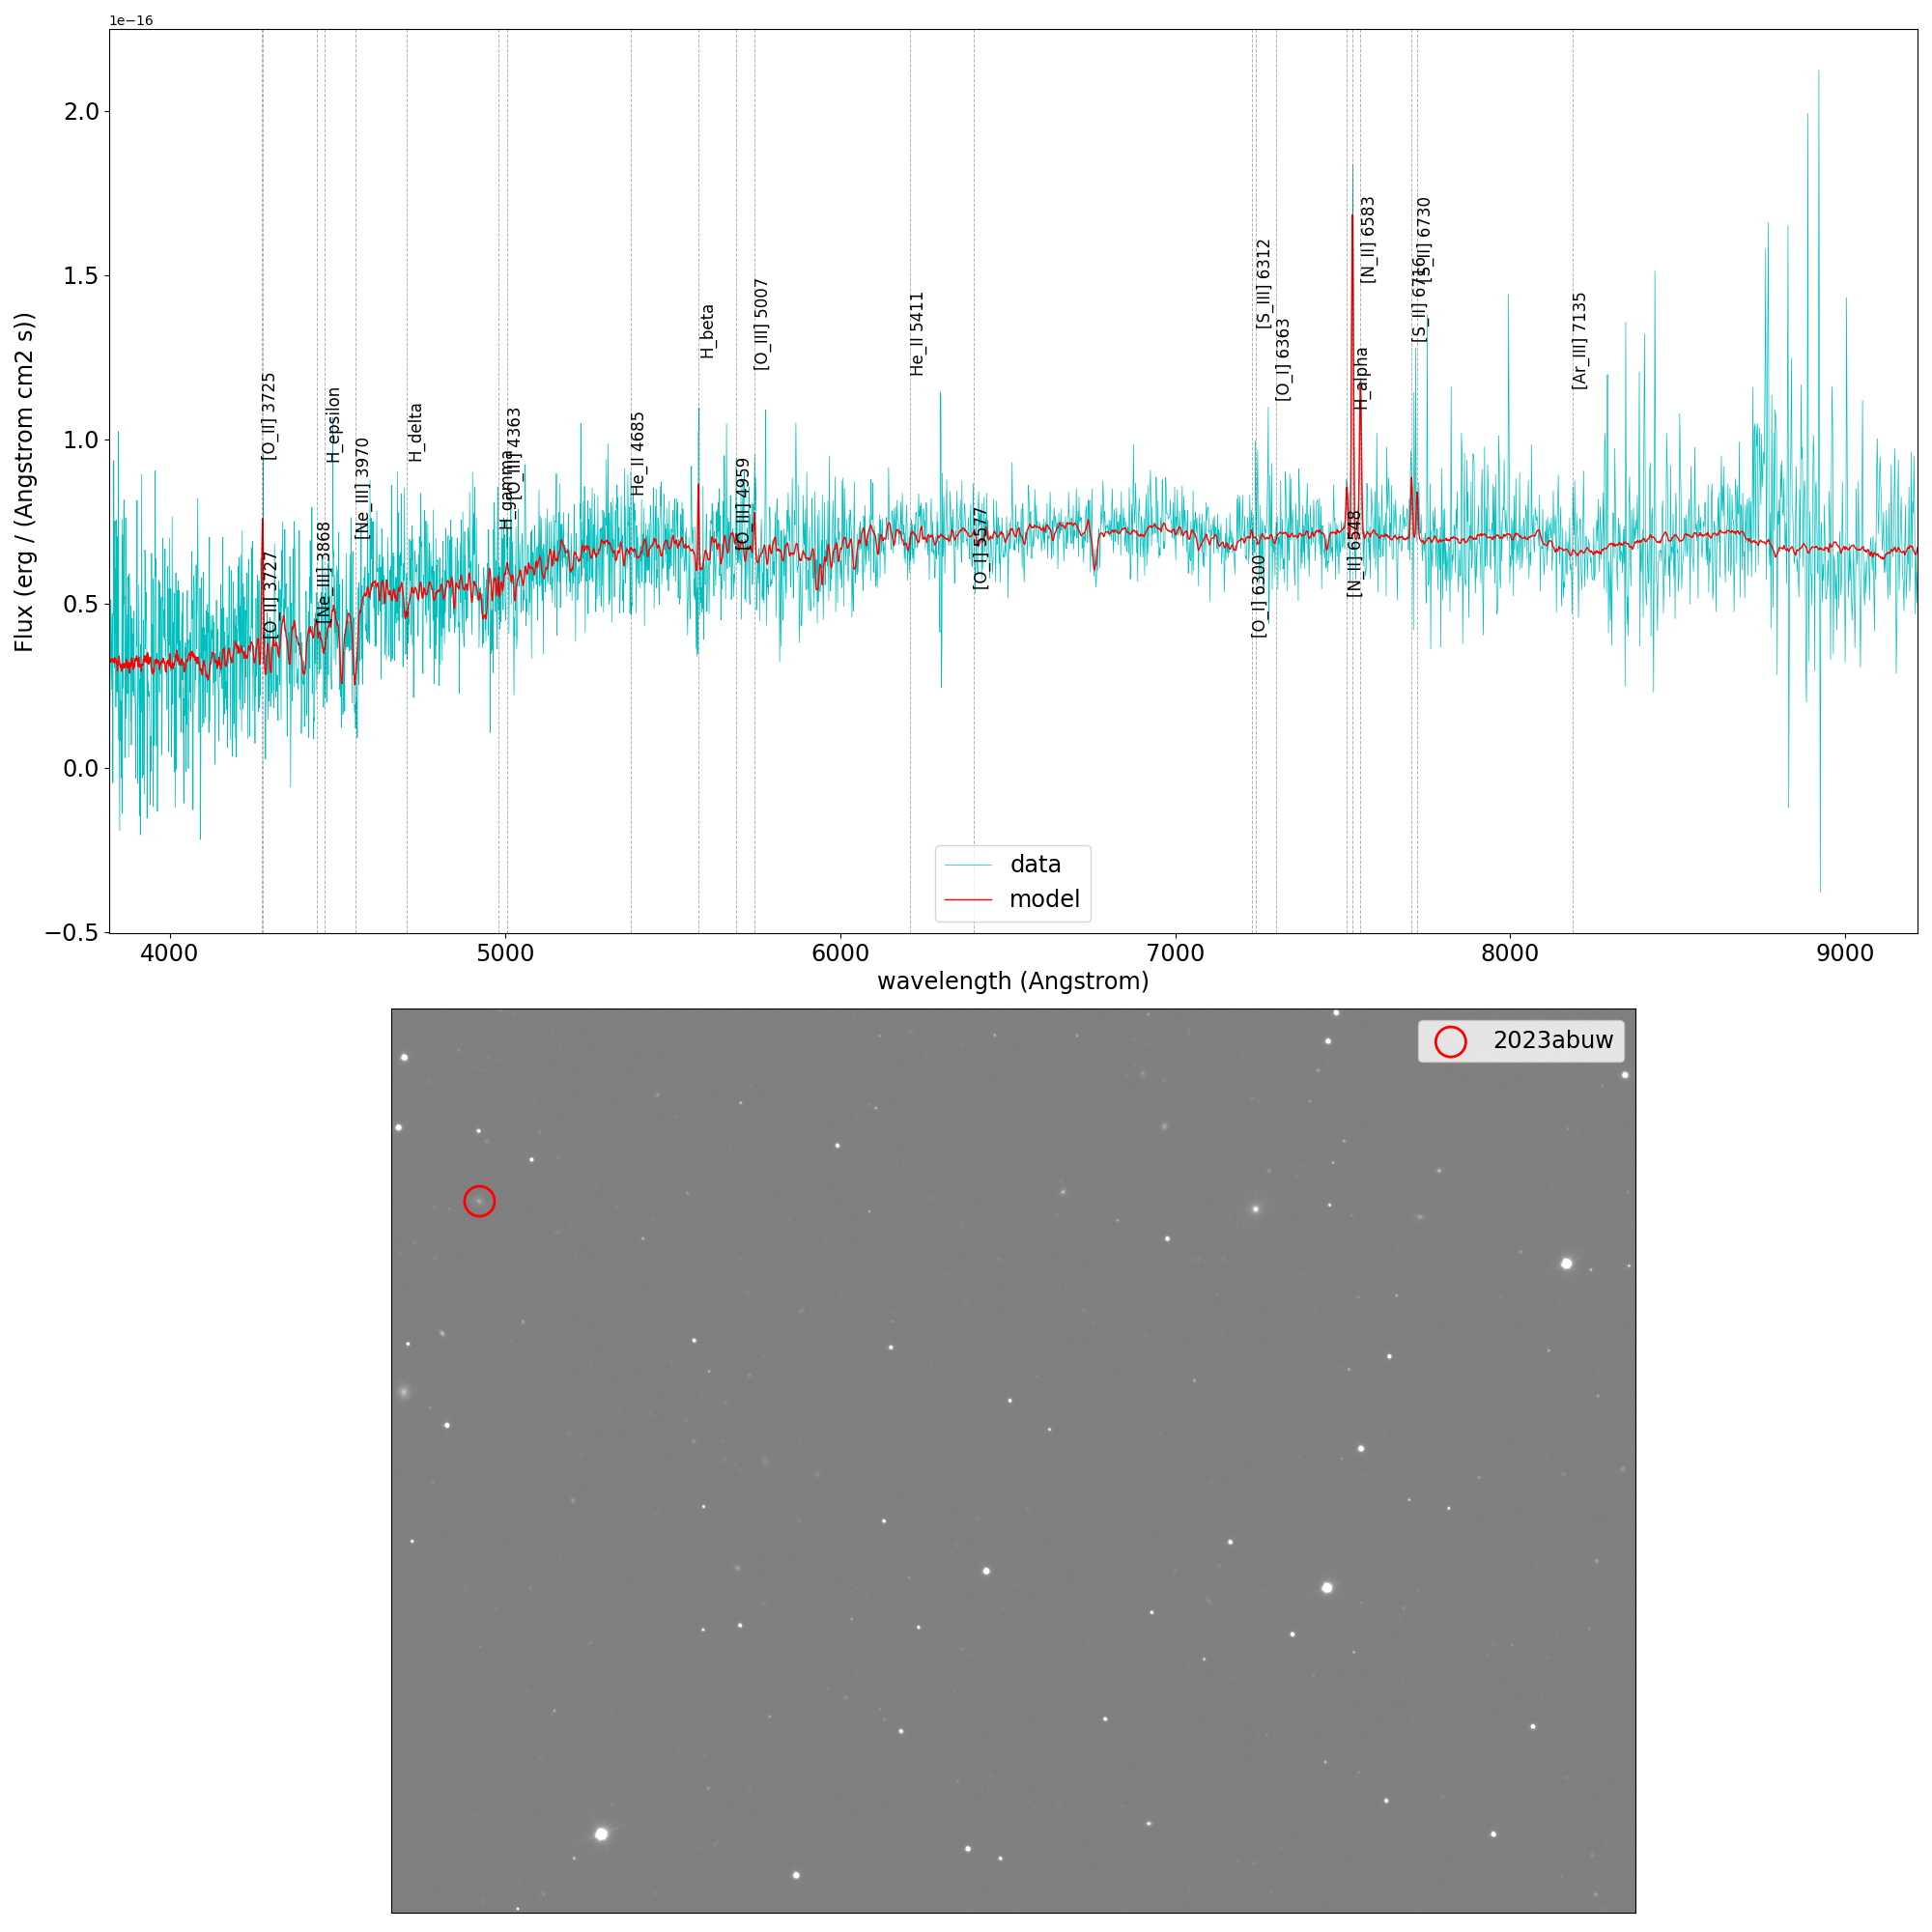 1e−16
Flux (erg / (Angstrom cm2 s))
2.0
1.5
1.0
0.5
0.0
−0.5
[O_II] 3725
[O_II] 3727
[Ne_III] 3868
H_epsilon
[Ne_III] 3970
H_delta
H_gamma
[O_III] 4363
He_II 4685
H_beta
[O_III] 4959
[O_III] 5007
He_II 5411
[O_I] 5577
[O_I] 6300
[S_III] 6312
[O_I] 6363
[N_II] 6548
H_alpha
[N_II] 6583
[S_II] 6716
[S_II] 6730
[Ar_III] 7135
data
model
4000 5000 6000 7000 8000 9000
wavelength (Angstrom)
2023abuw